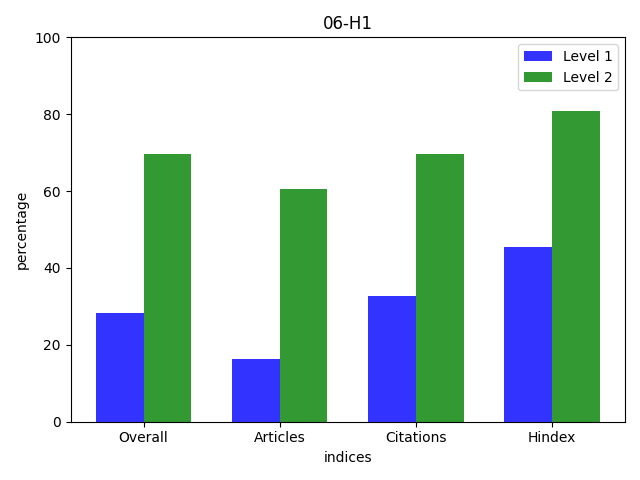 06-H1
100
80
60
40
20
0
percentage
Level 1
Level 2
Overall
Articles
Citations
Hindex
indices